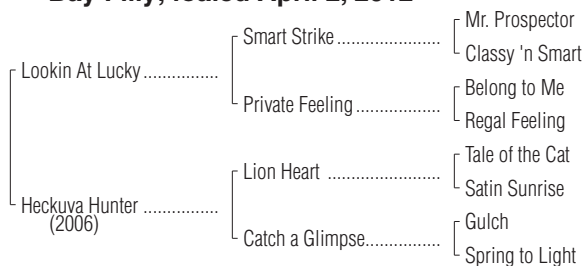 Bay Filly; foaled April 2, 2012
Mr. Prospector
Smart Strike .....................
Classy 'n Smart
Lookin At Lucky ...............
Belong to Me
Private Feeling .................
Regal Feeling
Tale of the Cat
Lion Heart .......................
Satin Sunrise
Heckuva Hunter ...............
(2006)
Gulch
Catch a Glimpse...............
Spring to Light